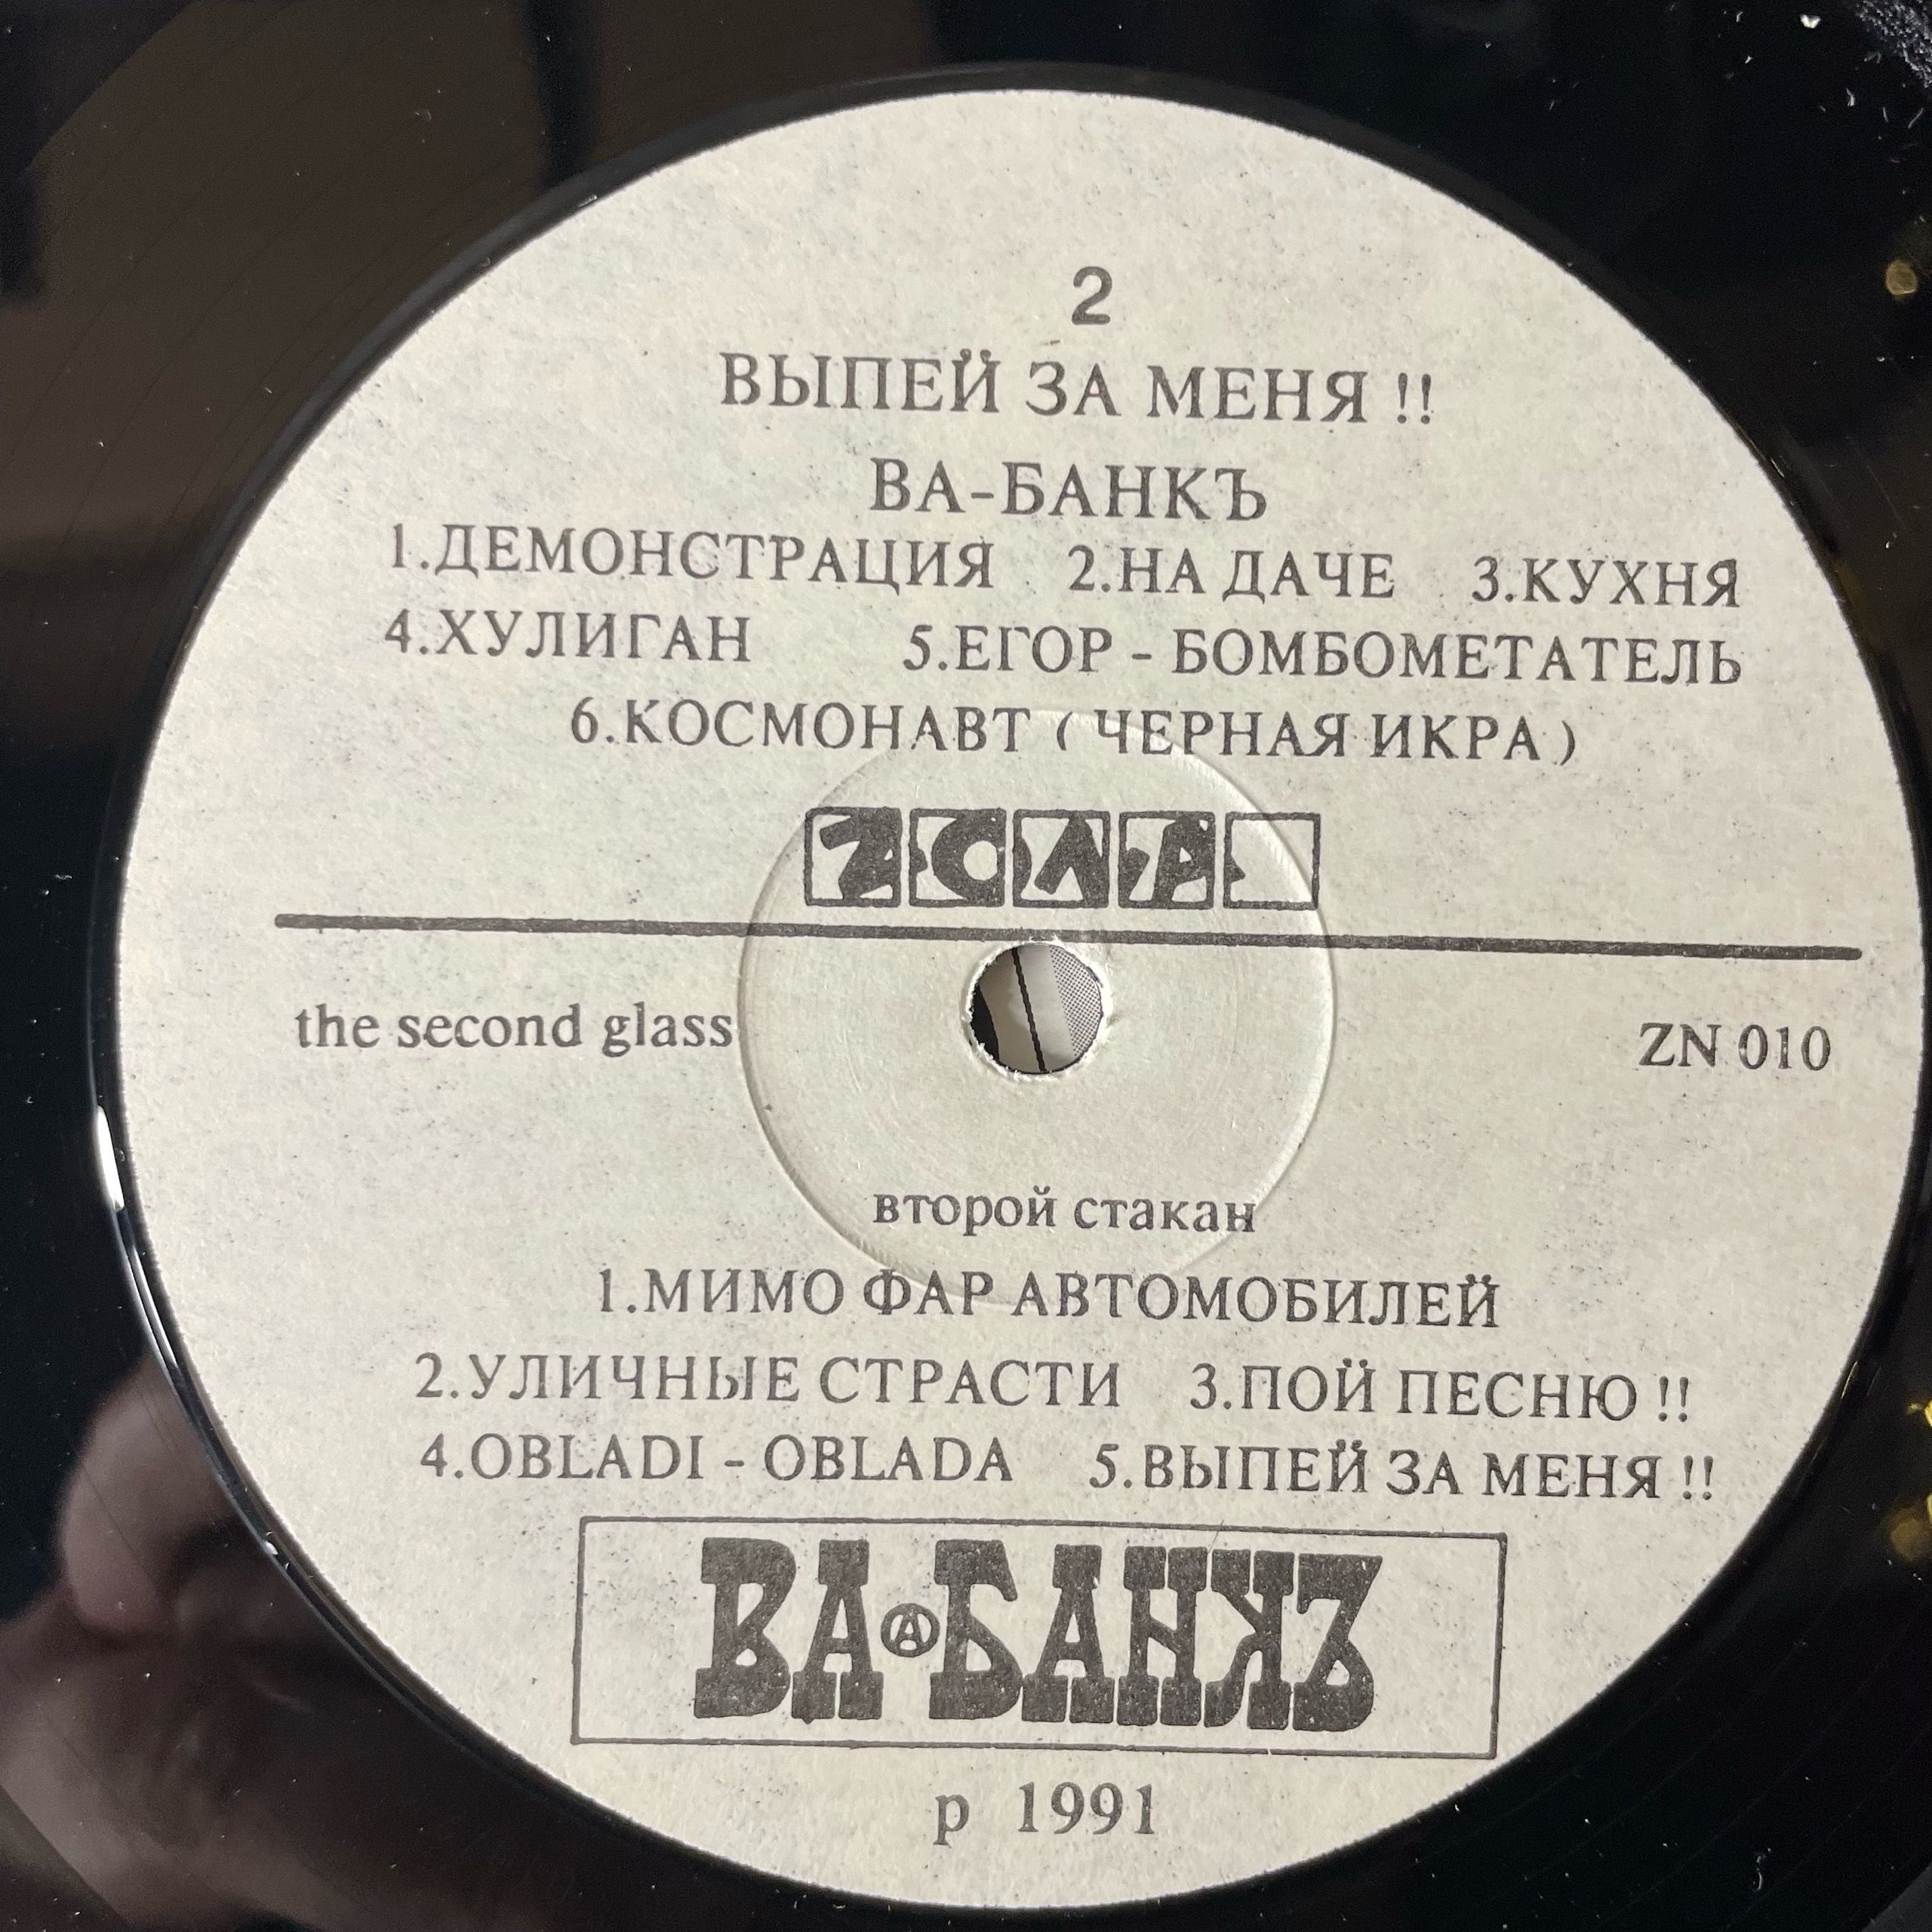 2
ВЫПЕЙ ЗА МЕНЯ !!
ВА-БАНКЪ
1.ДЕМОНСТРАЦИЯ 2.НА ДАЧЕ 3.КУХНЯ
4.ХУЛИГАН 5.ЕГОР - БОМБОМЕТАТЕЛЬ
6.КОСМОНАВТ ( ЧЕРНАЯ ИКРА )
ZОЛА
the second glass ZN 010
второй стакан
1.МИМО ФАР АВТОМОБИЛЕЙ
2.УЛИЧНЫЕ СТРАСТИ 3.ПОЙ ПЕСНЮ !!
4.OBLADI - OBLADA 5.ВЫПЕЙ ЗА МЕНЯ !!
ВА Ⓐ БАНКЪ
p 1991